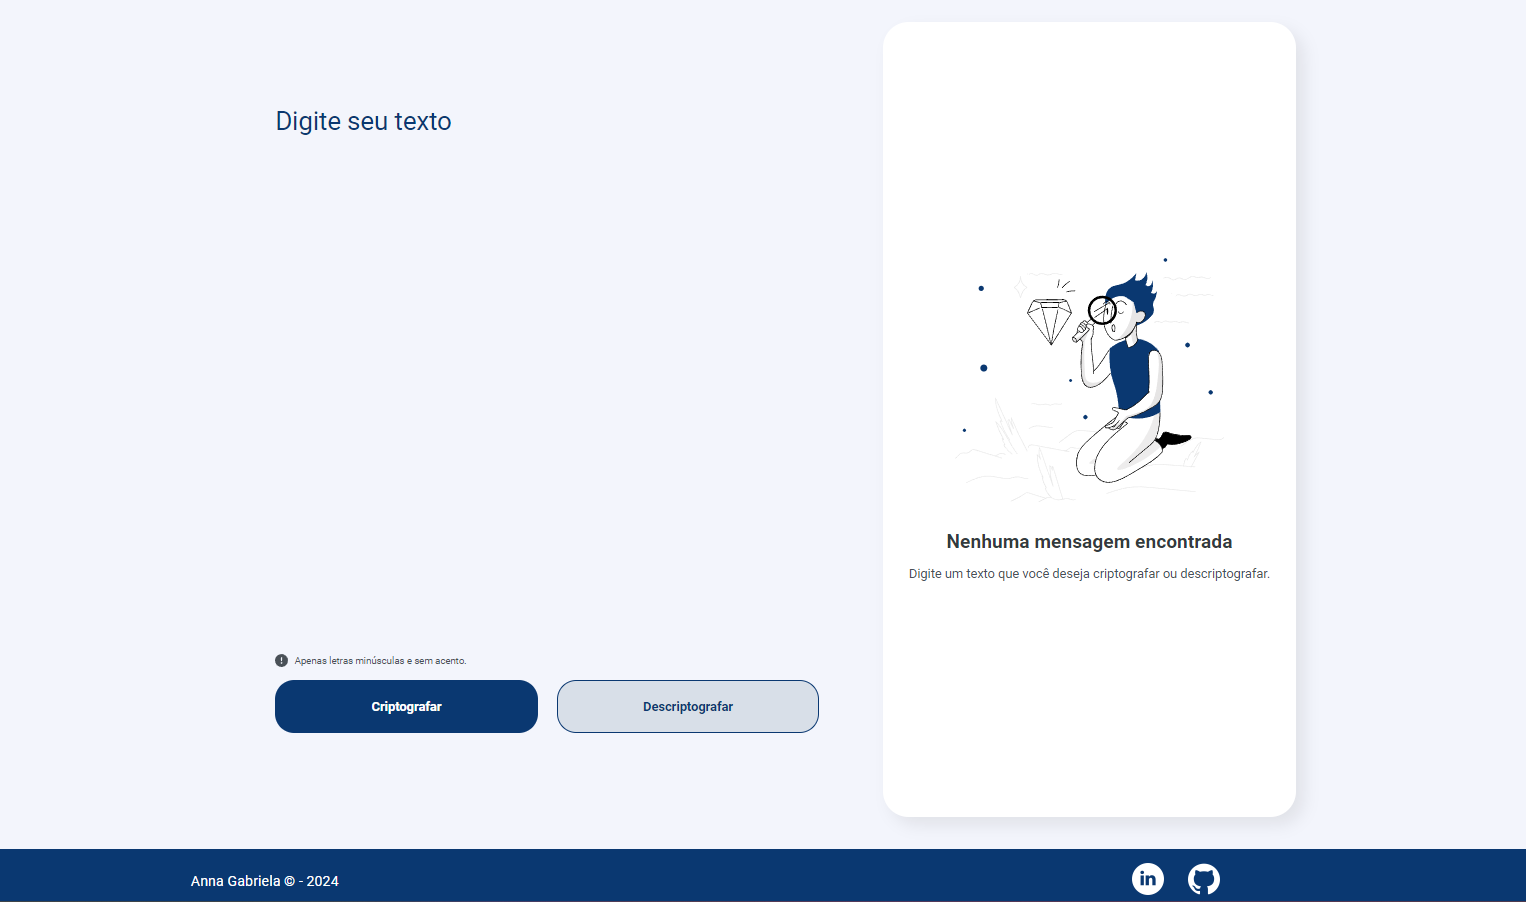 Digite seu texto
Nenhuma mensagem encontrada
Digite um texto que você deseja criptografar ou descriptografar.
Apenas letras minúsculas e sem acento.
Criptografar
Descriptografar
Anna Gabriela © - 2024
in